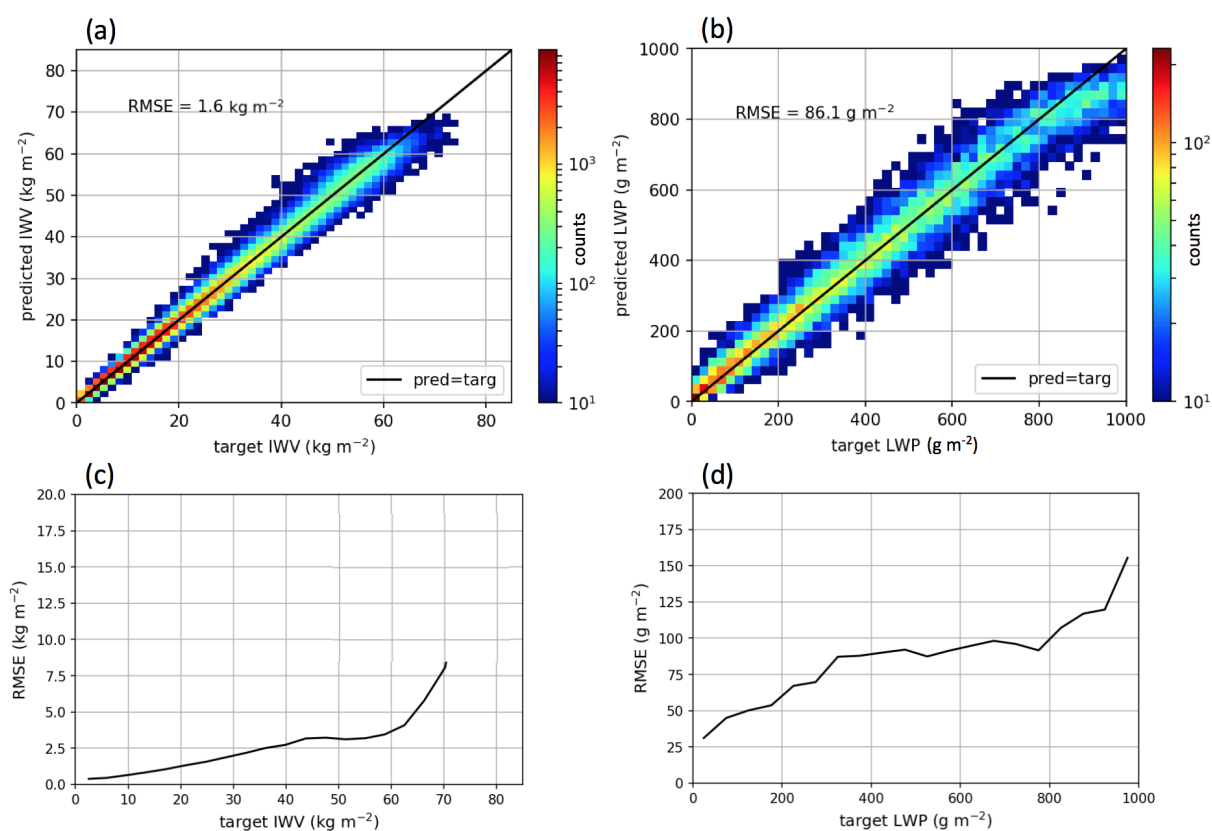 (a)
RMSE = 1.6 kg m⁻²
predicted IWV (kg m⁻²)
80
70
60
50
40
30
20
10
0
0 20 40 60 80
target IWV (kg m⁻²)
pred=targ
10³
10²
10¹
counts
(b)
RMSE = 86.1 g m⁻²
predicted LWP (g m⁻²)
1000
800
600
400
200
0
0 200 400 600 800 1000
target LWP (g m⁻²)
pred=targ
10²
10¹
counts
(c)
RMSE (kg m⁻²)
20.0
17.5
15.0
12.5
10.0
7.5
5.0
2.5
0.0
0 10 20 30 40 50 60 70 80
target IWV (kg m⁻²)
(d)
RMSE (g m⁻²)
200
175
150
125
100
75
50
25
0
0 200 400 600 800 1000
target LWP (g m⁻²)